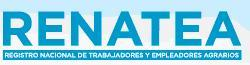 RENATEA
REGISTRO NACIONAL DE TRABAJADORES Y EMPLEADORES AGRARIOS